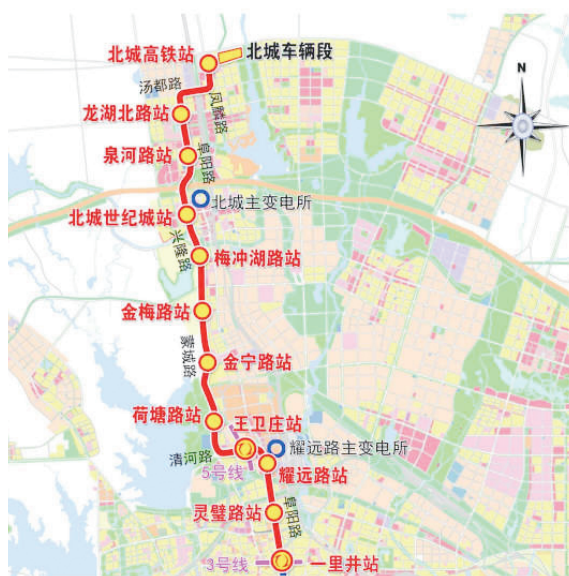 北城高铁站
北城车辆段
N
汤都路
凤麟路
龙湖北路站
阜阳路
泉河路站
北城主变电所
北城世纪城站
兴隆路
梅冲湖路站
金梅路站
蒙城路
金宁路站
荷塘路站
王卫庄站
清河路
耀远路主变电所
5号线
耀远路站
灵璧路站
阜阳路
3号线
一里井站